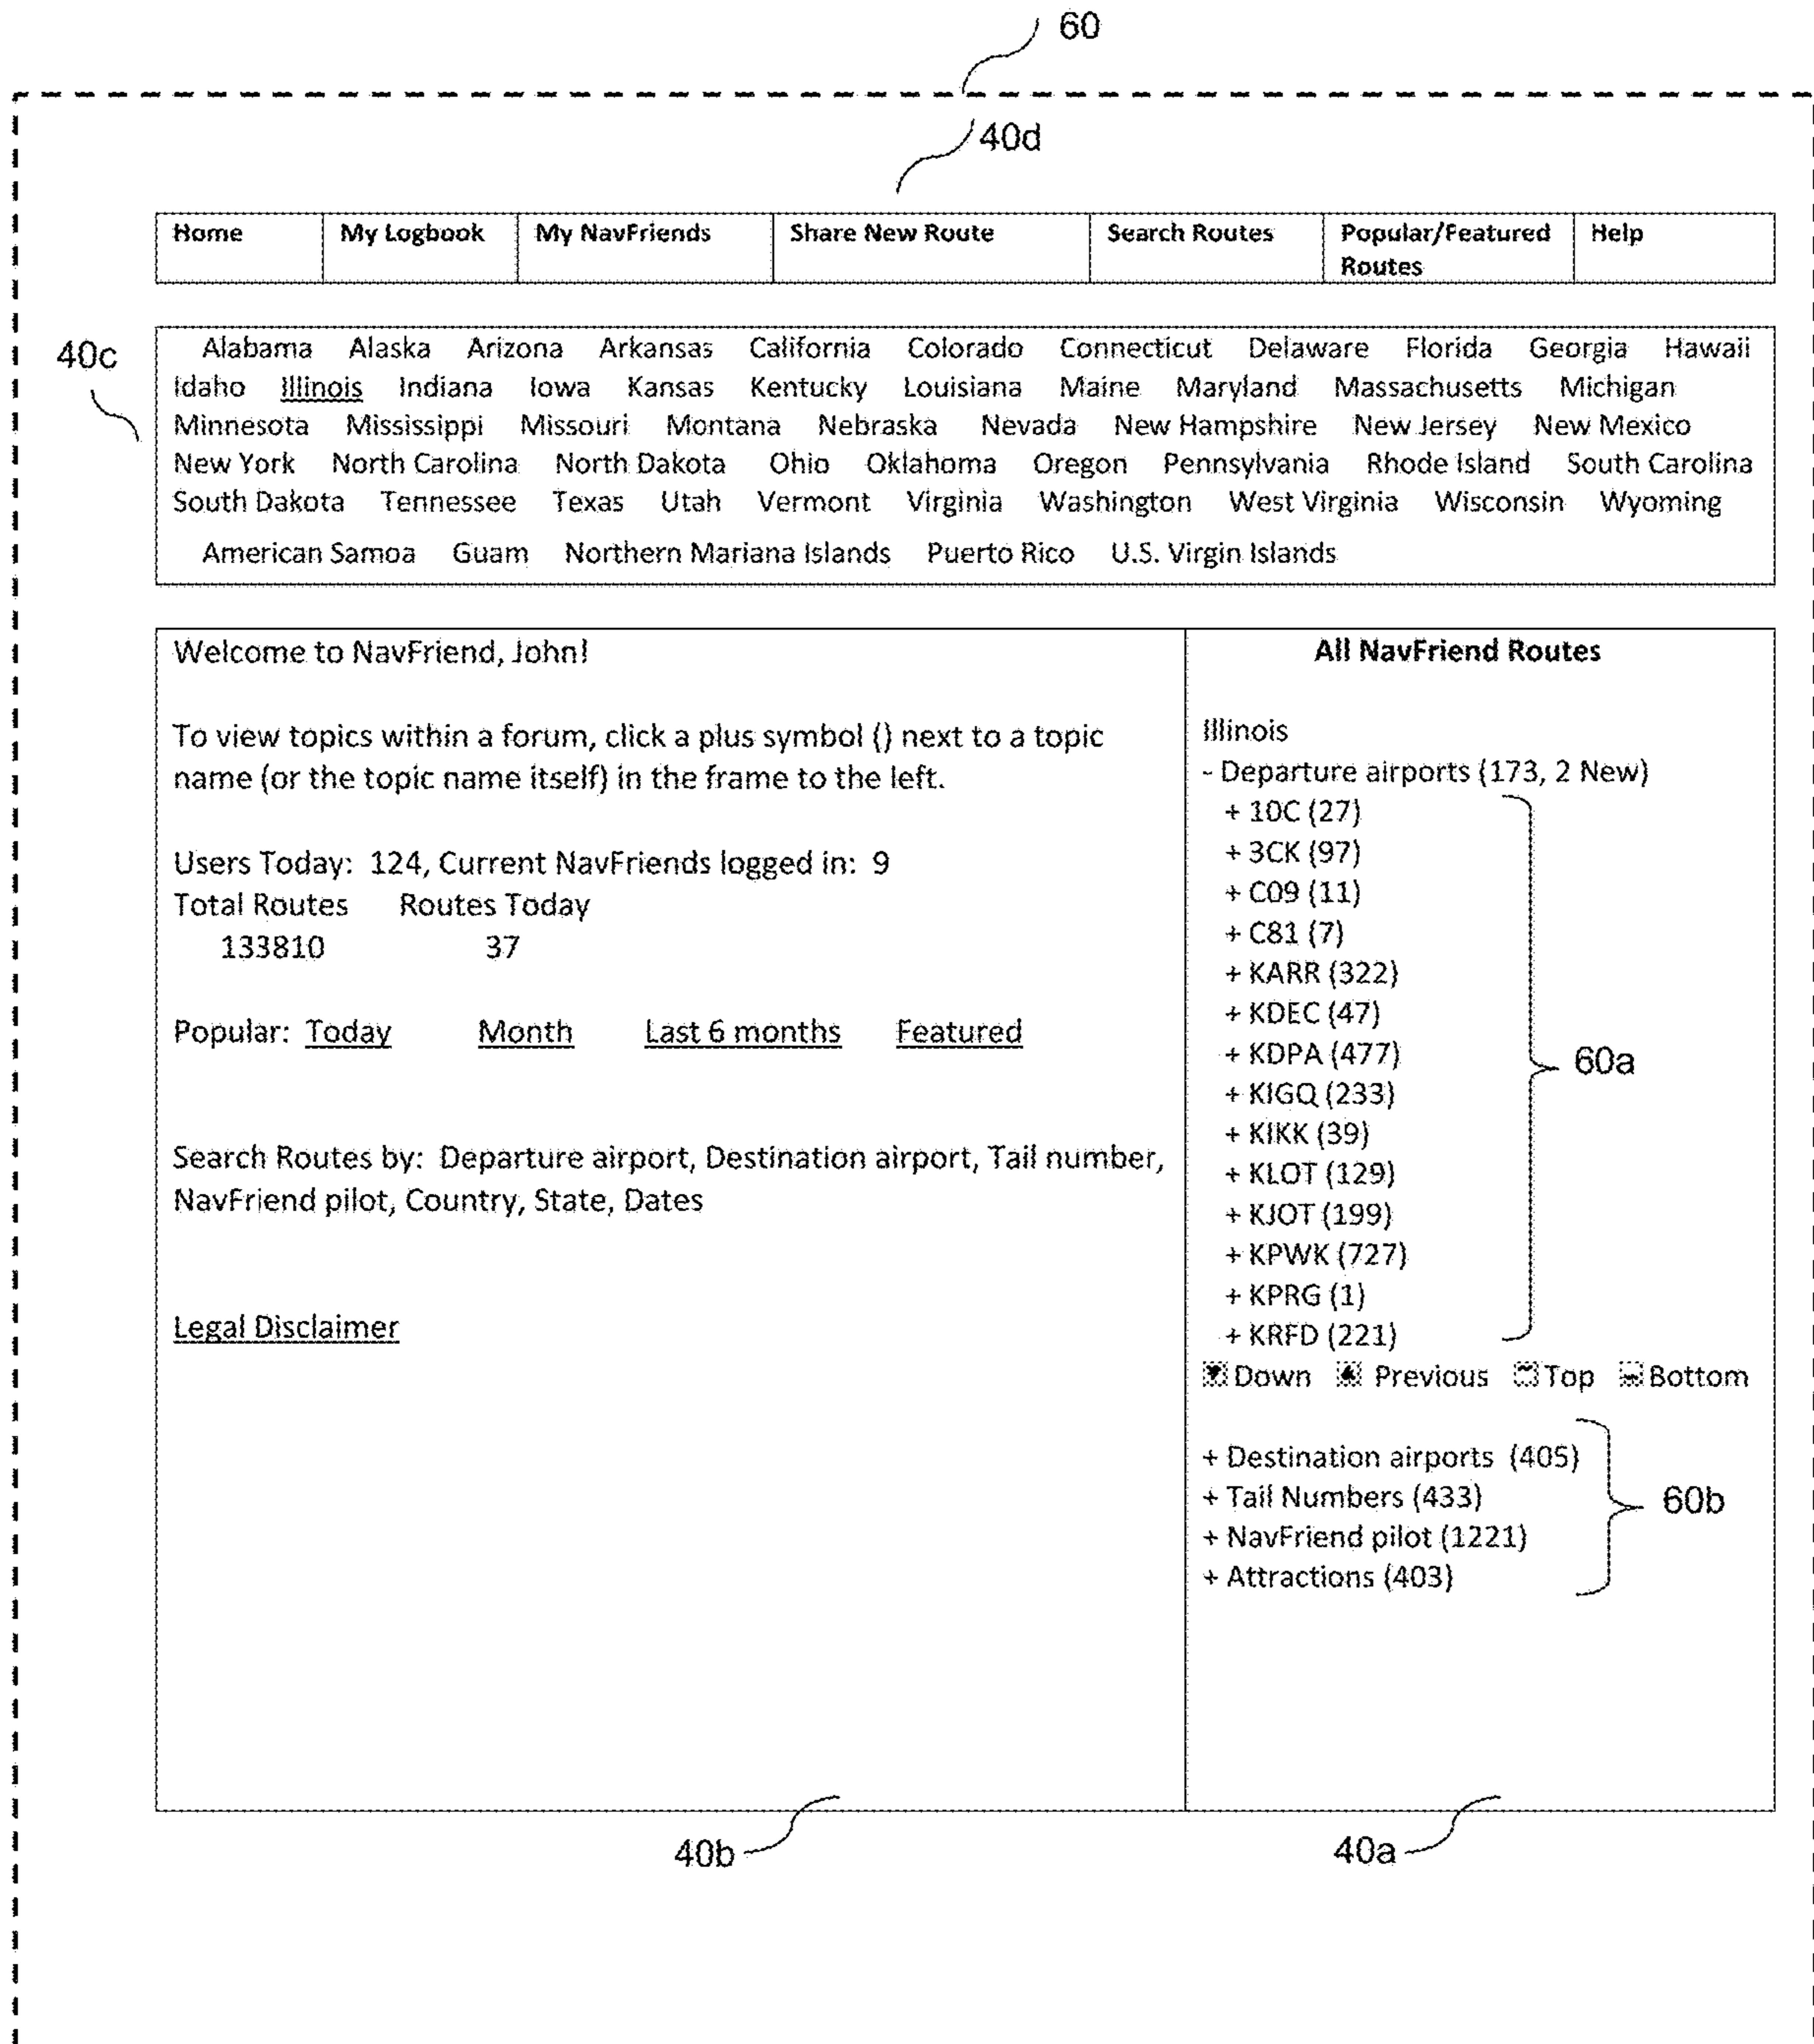 60
40d
Home My Logbook My NavFriends Share New Route Search Routes Popular/Featured Routes Help
40c
Alabama Alaska Arizona Arkansas California Colorado Connecticut Delaware Florida Georgia Hawaii
Idaho Illinois Indiana Iowa Kansas Kentucky Louisiana Maine Maryland Massachusetts Michigan
Minnesota Mississippi Missouri Montana Nebraska Nevada New Hampshire New Jersey New Mexico
New York North Carolina North Dakota Ohio Oklahoma Oregon Pennsylvania Rhode Island South Carolina
South Dakota Tennessee Texas Utah Vermont Virginia Washington West Virginia Wisconsin Wyoming
American Samoa Guam Northern Mariana Islands Puerto Rico U.S. Virgin Islands
Welcome to NavFriend, John!
To view topics within a forum, click a plus symbol () next to a topic
name (or the topic name itself) in the frame to the left.
Users Today: 124, Current NavFriends logged in: 9
Total Routes Routes Today
133810 37
Popular: Today Month Last 6 months Featured
Search Routes by: Departure airport, Destination airport, Tail number,
NavFriend pilot, Country, State, Dates
Legal Disclaimer
All NavFriend Routes
Illinois
- Departure airports (173, 2 New)
+ 10C (27)
+ 3CK (97)
+ C09 (11)
+ C81 (7)
+ KARR (322)
+ KDEC (47)
+ KDPA (477)
+ KIGQ (233)
+ KIKK (39)
+ KLOT (129)
+ KJOT (199)
+ KPWK (727)
+ KPRG (1)
+ KRFD (221)
60a
Down Previous Top Bottom
+ Destination airports (405)
+ Tail Numbers (433)
+ NavFriend pilot (1221)
+ Attractions (403)
60b
40b
40a